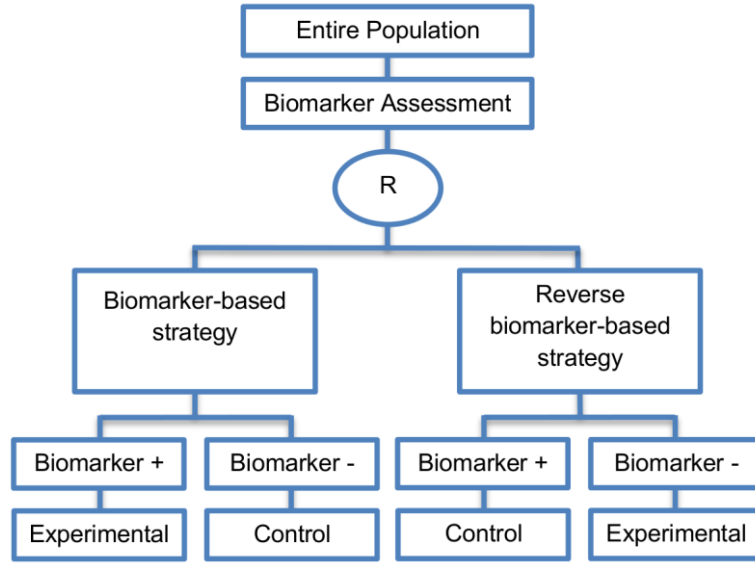 Entire Population
Biomarker Assessment
R
Biomarker-based
strategy
Reverse
biomarker-based
strategy
Biomarker +
Biomarker -
Biomarker +
Biomarker -
Experimental
Control
Control
Experimental